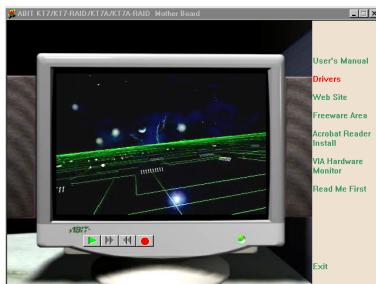 ABIT KT7/KT7-RAID/KT7A/KT7A-RAID Mother Board
User's Manual
Drivers
Web Site
Freeware Area
Acrobat Reader
Install
VIA Hardware
Monitor
Read Me First
ABIT
Exit